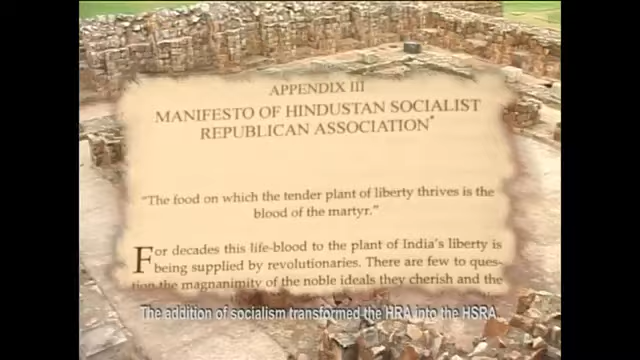 APPENDIX III
MANIFESTO OF HINDUSTAN SOCIALIST
REPUBLICAN ASSOCIATION*
"The food on which the tender plant of liberty thrives is the
blood of the martyr."
For decades this life-blood to the plant of India's liberty is
being supplied by revolutionaries. There are few to ques-
tion the magnanimity of the noble ideals they cherish and the
The addition of socialism transformed the HRA into the HSRA.